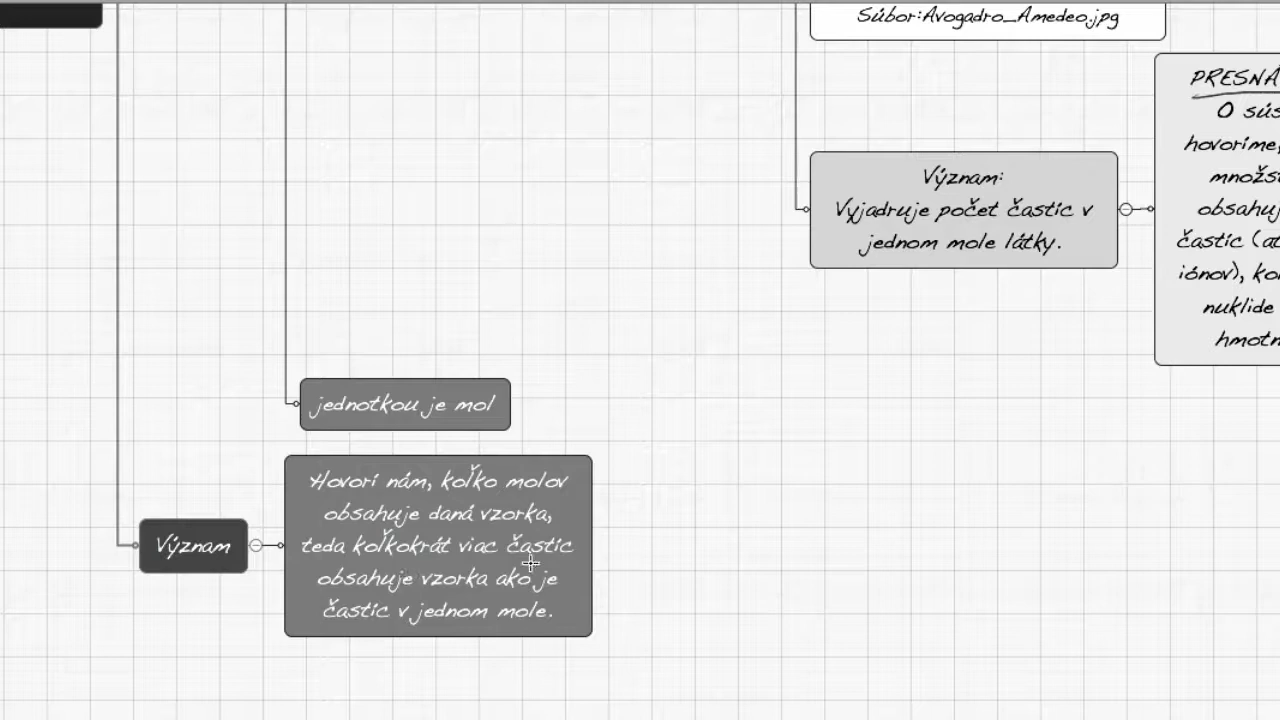 Súbor:Avogadro_Amedeo.jpg
Význam:
Vyjadruje počet častíc v
jednom mole látky.
PRESNÁ
O sús
hovoríme,
množst
obsahuj
častíc (at
iónov), ko
nuklide
hmotn
jednotkou je mol
Význam
Hovorí nám, koľko molov
obsahuje daná vzorka,
teda koľkokrát viac častíc
obsahuje vzorka ako je
častíc v jednom mole.